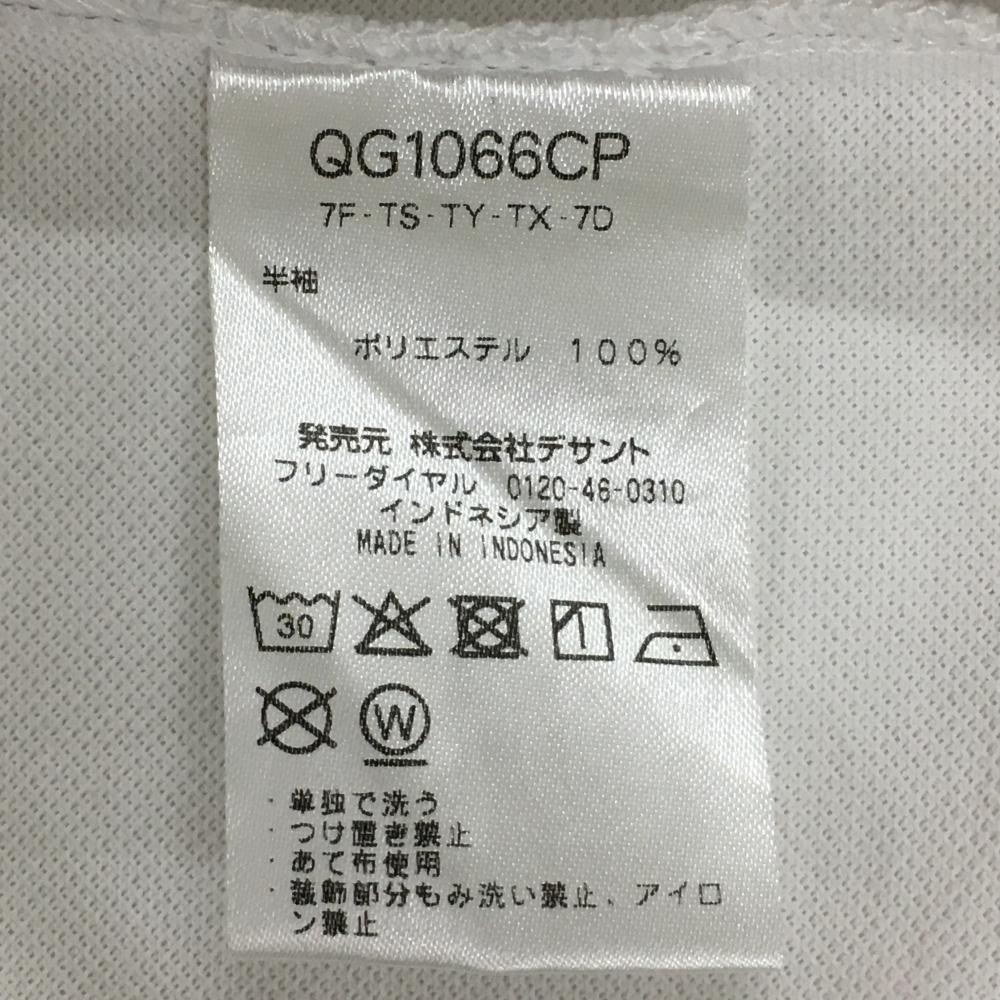 QG1066CP
7F-TS-TY-TX-7D
半袖
ポリエステル 100%
発売元 株式会社デサント
フリーダイヤル 0120-46-0310
インドネシア製
MADE IN INDONESIA
30
W
・単独で洗う
・つけ置き禁止
・あて布使用
・装飾部分もみ洗い禁止、アイロ
ン禁止